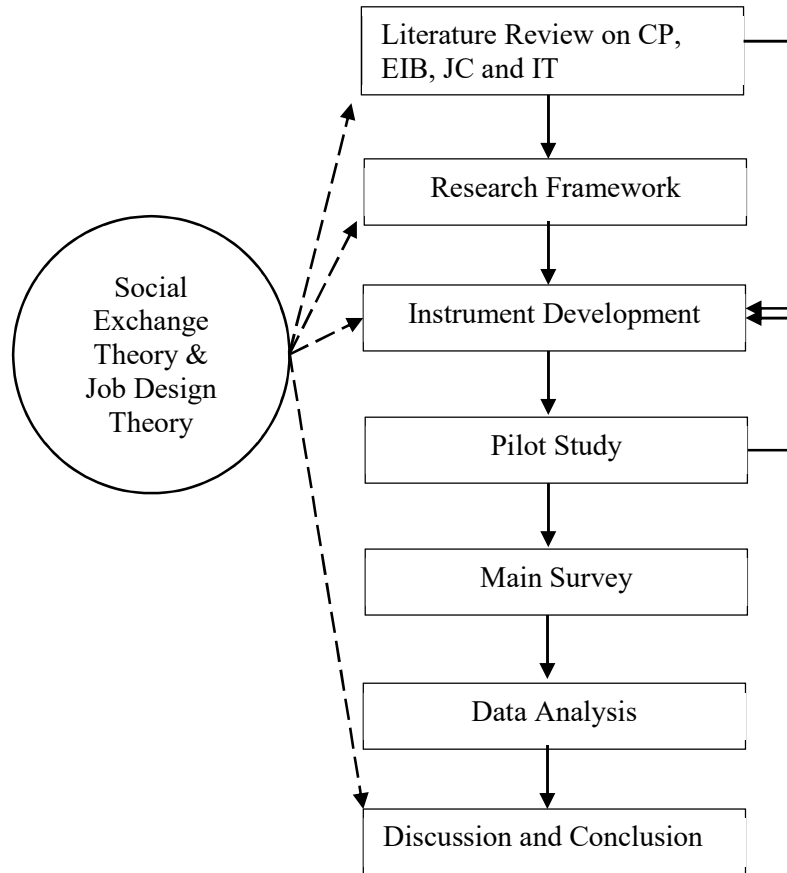 Literature Review on CP,
EIB, JC and IT
Research Framework
Social
Exchange
Theory &
Job Design
Theory
Instrument Development
Pilot Study
Main Survey
Data Analysis
Discussion and Conclusion